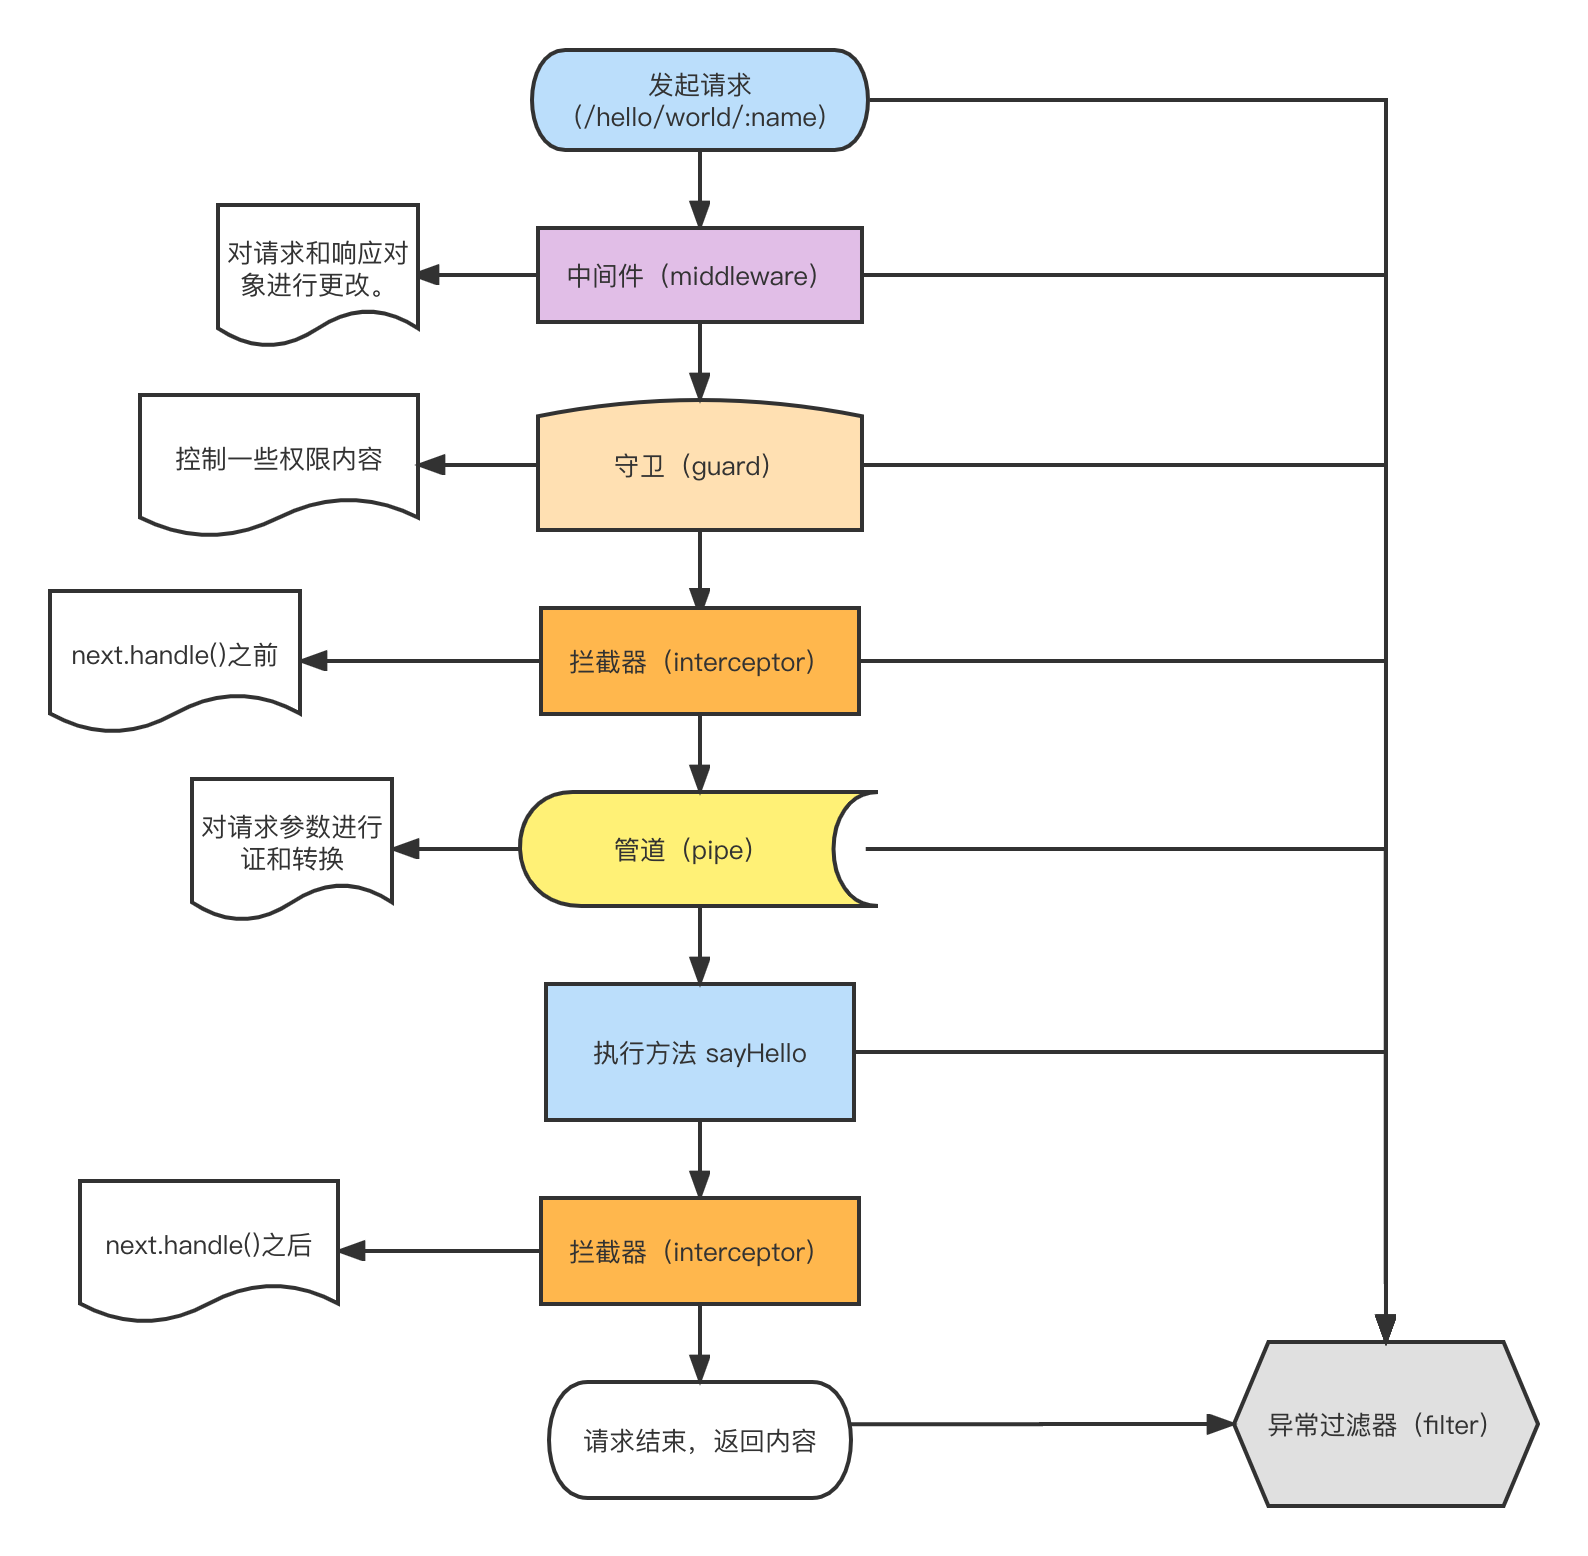 发起请求
（/hello/world/:name）
对请求和响应对
象进行更改。
中间件（middleware）
控制一些权限内容
守卫（guard）
next.handle()之前
拦截器（interceptor）
对请求参数进行
证和转换
管道（pipe）
执行方法 sayHello
next.handle()之后
拦截器（interceptor）
请求结束，返回内容
异常过滤器（filter）